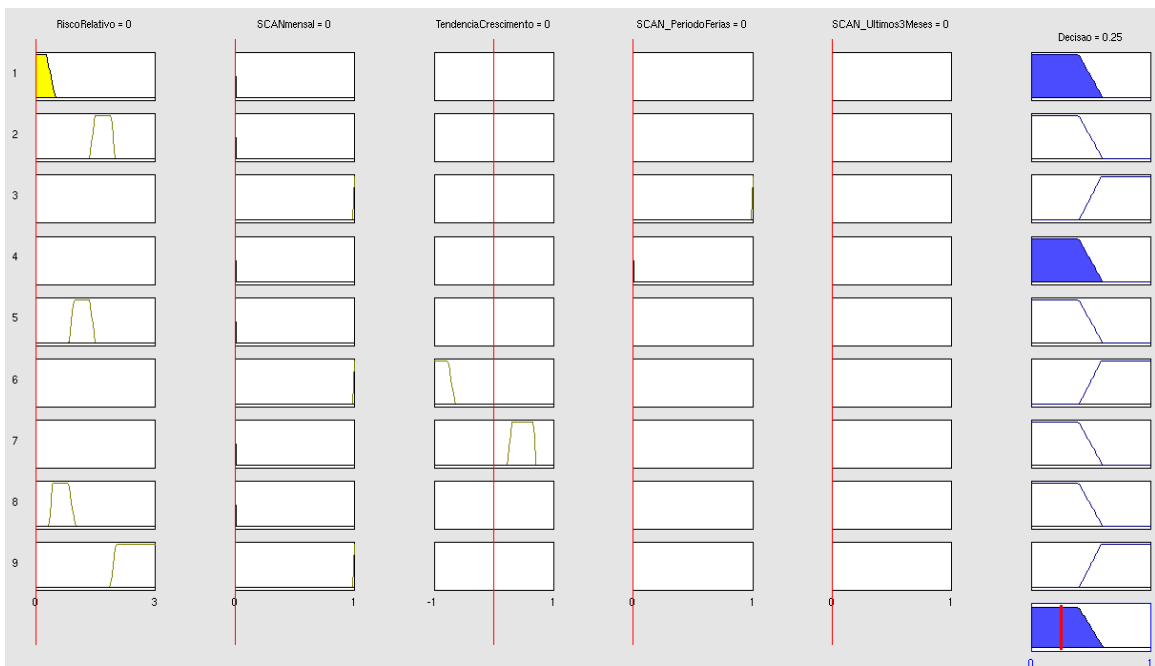 RiscoRelativo = 0
SCANmensal = 0
TendenciaCrescimento = 0
SCAN_PeriodoFerias = 0
SCAN_Ultimos3Meses = 0
Decisao = 0.25
1
2
3
4
5
6
7
8
9
0 3
0 1
-1 1
0 1
0 1
0 1